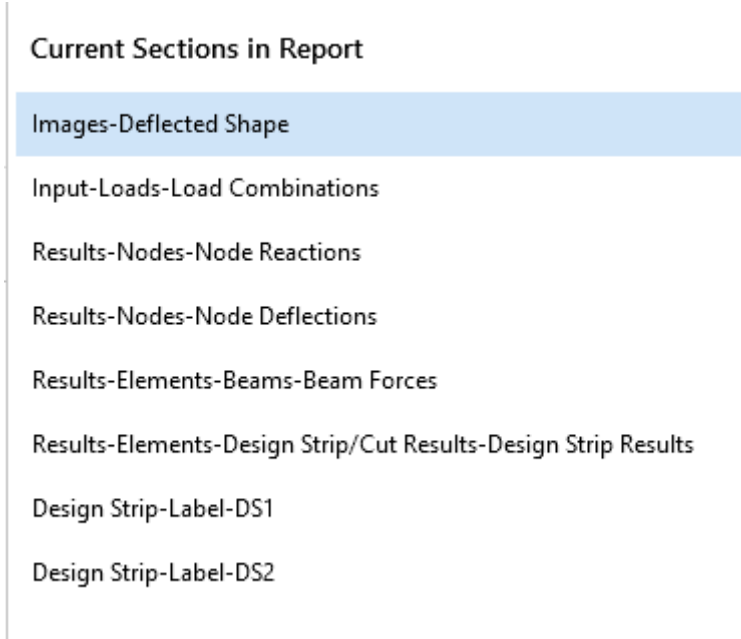 Current Sections in Report
Images-Deflected Shape
Input-Loads-Load Combinations
Results-Nodes-Node Reactions
Results-Nodes-Node Deflections
Results-Elements-Beams-Beam Forces
Results-Elements-Design Strip/Cut Results-Design Strip Results
Design Strip-Label-DS1
Design Strip-Label-DS2